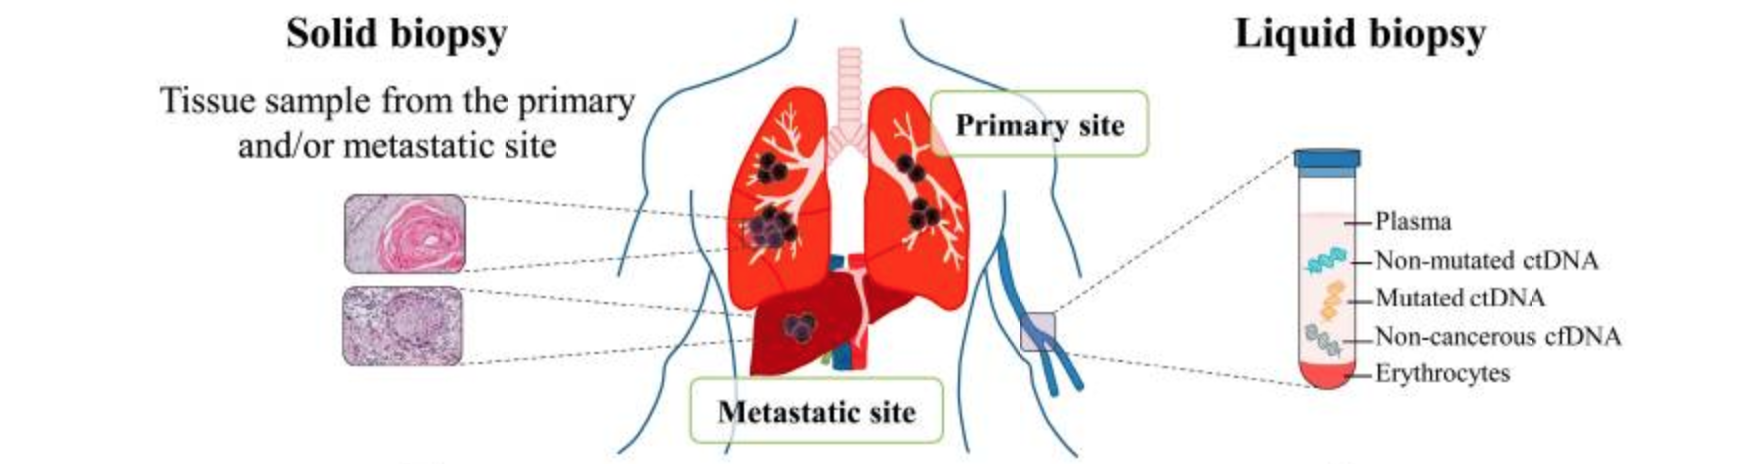 Solid biopsy
Tissue sample from the primary
and/or metastatic site
Primary site
Metastatic site
Liquid biopsy
Plasma
Non-mutated ctDNA
Mutated ctDNA
Non-cancerous cfDNA
Erythrocytes